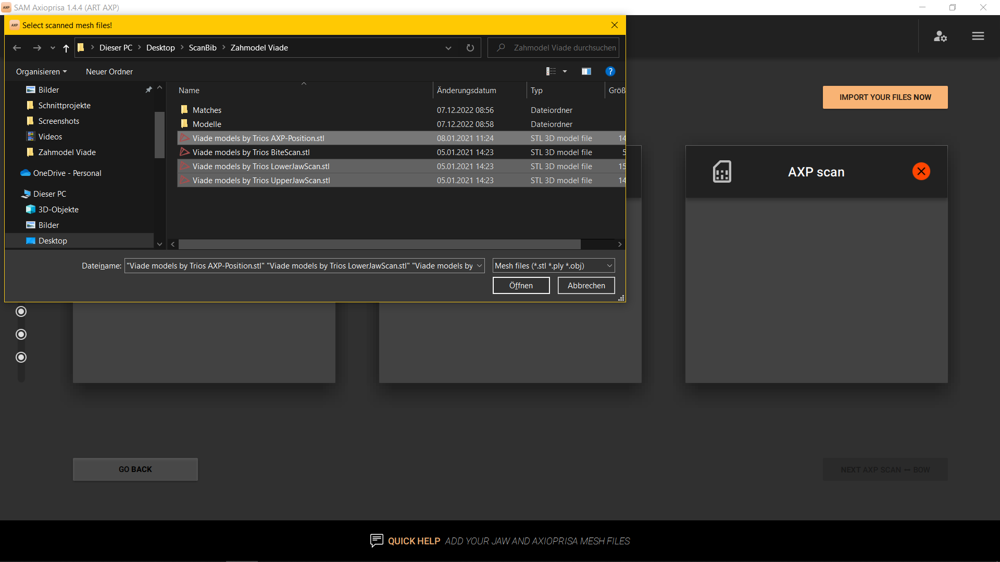 AXP SAM Axioprisa 1.4.4 (ART AXP)
AXP Select scanned mesh files!
Dieser PC Desktop ScanBib Zahmodel Viade
Zahmodel Viade durchsuchen
Organisieren Neuer Ordner
?
Name Änderungsdatum Typ Größ
Bilder
Schnittprojekte
Screenshots
Videos
Zahmodel Viade
OneDrive - Personal
Dieser PC
3D-Objekte
Bilder
Desktop
Matches 07.12.2022 08:56 Dateiordner
Modelle 07.12.2022 08:58 Dateiordner
Viade models by Trios AXP-Position.stl 08.01.2021 11:24 STL 3D model file 14
Viade models by Trios BiteScan.stl 05.01.2021 14:23 STL 3D model file 5
Viade models by Trios LowerJawScan.stl 05.01.2021 14:23 STL 3D model file 15
Viade models by Trios UpperJawScan.stl 05.01.2021 14:23 STL 3D model file 14
Dateiname: "Viade models by Trios AXP-Position.stl" "Viade models by Trios LowerJawScan.stl" "Viade models by
Mesh files (*.stl *.ply *.obj)
Öffnen Abbrechen
IMPORT YOUR FILES NOW
AXP scan
GO BACK
NEXT AXP SCAN — BOW
QUICK HELP ADD YOUR JAW AND AXIOPRISA MESH FILES